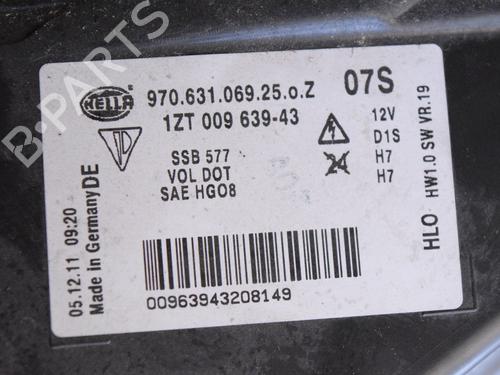 HELLA
970.631.069.25.o.Z
07S
1ZT 009 639-43
SSB 577
VOL DOT
SAE HG08
12V
D1S
24
H7
H7
HLO HW1.0 SW VR.19
05.12.11 09:20
Made in Germany DE
00963943208149
B-PARTS